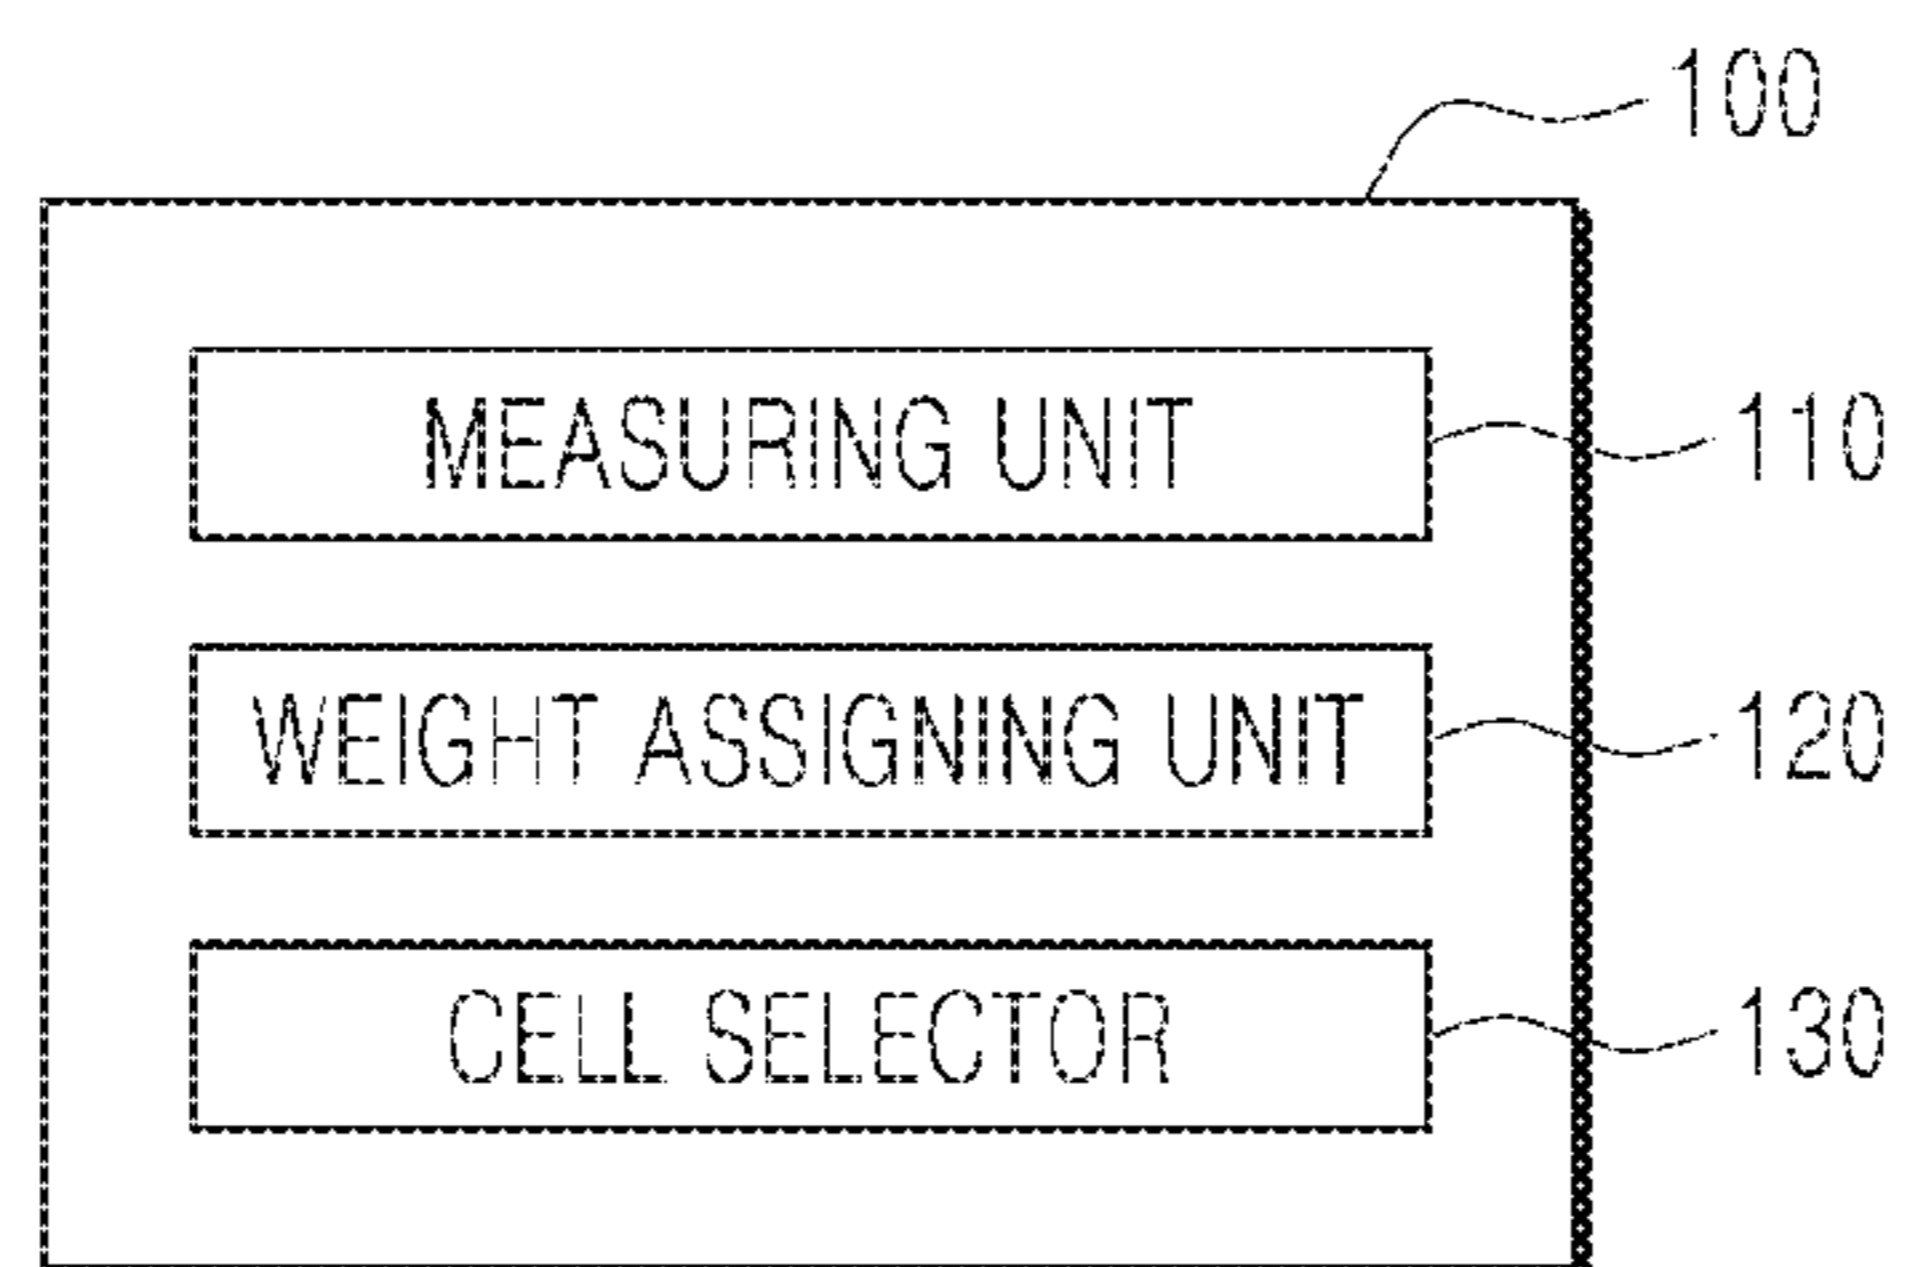 100
MEASURING UNIT 110
WEIGHT ASSIGNING UNIT 120
CELL SELECTOR 130